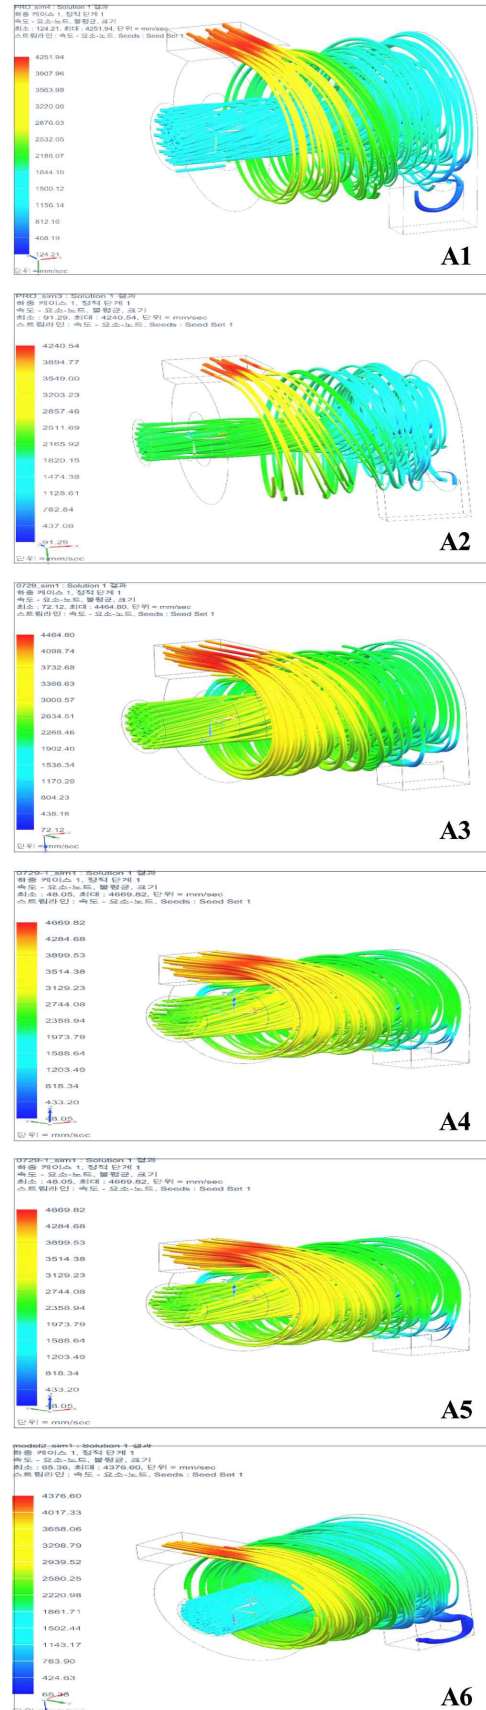 PRO_sim4 : Solution 1 결과
하중 케이스 1, 정적 단계 1
속도 - 요소-노드, 불평균, 크기
최소 : 124.21, 최대 : 4251.94, 단위 = mm/sec
스트림라인 : 속도 - 요소-노드, Seeds : Seed Set 1
4251.94
3907.96
3563.98
3220.00
2876.03
2532.05
2188.07
1844.10
1500.12
1156.14
812.16
468.19
124.21
단위 = mm/sec
A1
PRO_sim3 : Solution 1 결과
하중 케이스 1, 정적 단계 1
속도 - 요소-노드, 불평균, 크기
최소 : 91.29, 최대 : 4240.54, 단위 = mm/sec
스트림라인 : 속도 - 요소-노드, Seeds : Seed Set 1
4240.54
3894.77
3549.00
3203.23
2857.46
2511.69
2165.92
1820.15
1474.38
1128.61
782.84
437.06
91.29
단위 = mm/sec
A2
0729_sim1 : Solution 1 결과
하중 케이스 1, 정적 단계 1
속도 - 요소-노드, 불평균, 크기
최소 : 72.12, 최대 : 4464.80, 단위 = mm/sec
스트림라인 : 속도 - 요소-노드, Seeds : Seed Set 1
4464.80
4098.74
3732.68
3366.63
3000.57
2634.51
2268.46
1902.40
1536.34
1170.29
804.23
438.18
72.12
단위 = mm/sec
A3
0729-1_sim1 : Solution 1 결과
하중 케이스 1, 정적 단계 1
속도 - 요소-노드, 불평균, 크기
최소 : 48.05, 최대 : 4669.82, 단위 = mm/sec
스트림라인 : 속도 - 요소-노드, Seeds : Seed Set 1
4669.82
4284.68
3899.53
3514.38
3129.23
2744.08
2358.94
1973.79
1588.64
1203.49
818.34
433.20
48.05
단위 = mm/sec
A4
0729-1_sim1 : Solution 1 결과
하중 케이스 1, 정적 단계 1
속도 - 요소-노드, 불평균, 크기
최소 : 48.05, 최대 : 4669.82, 단위 = mm/sec
스트림라인 : 속도 - 요소-노드, Seeds : Seed Set 1
4669.82
4284.68
3899.53
3514.38
3129.23
2744.08
2358.94
1973.79
1588.64
1203.49
818.34
433.20
48.05
단위 = mm/sec
A5
model2_sim1 : Solution 1 결과
하중 케이스 1, 정적 단계 1
속도 - 요소-노드, 불평균, 크기
최소 : 65.36, 최대 : 4376.60, 단위 = mm/sec
스트림라인 : 속도 - 요소-노드, Seeds : Seed Set 1
4376.60
4017.33
3658.06
3298.79
2939.52
2580.25
2220.98
1861.71
1502.44
1143.17
783.90
424.63
65.36
단위 = mm/sec
A6